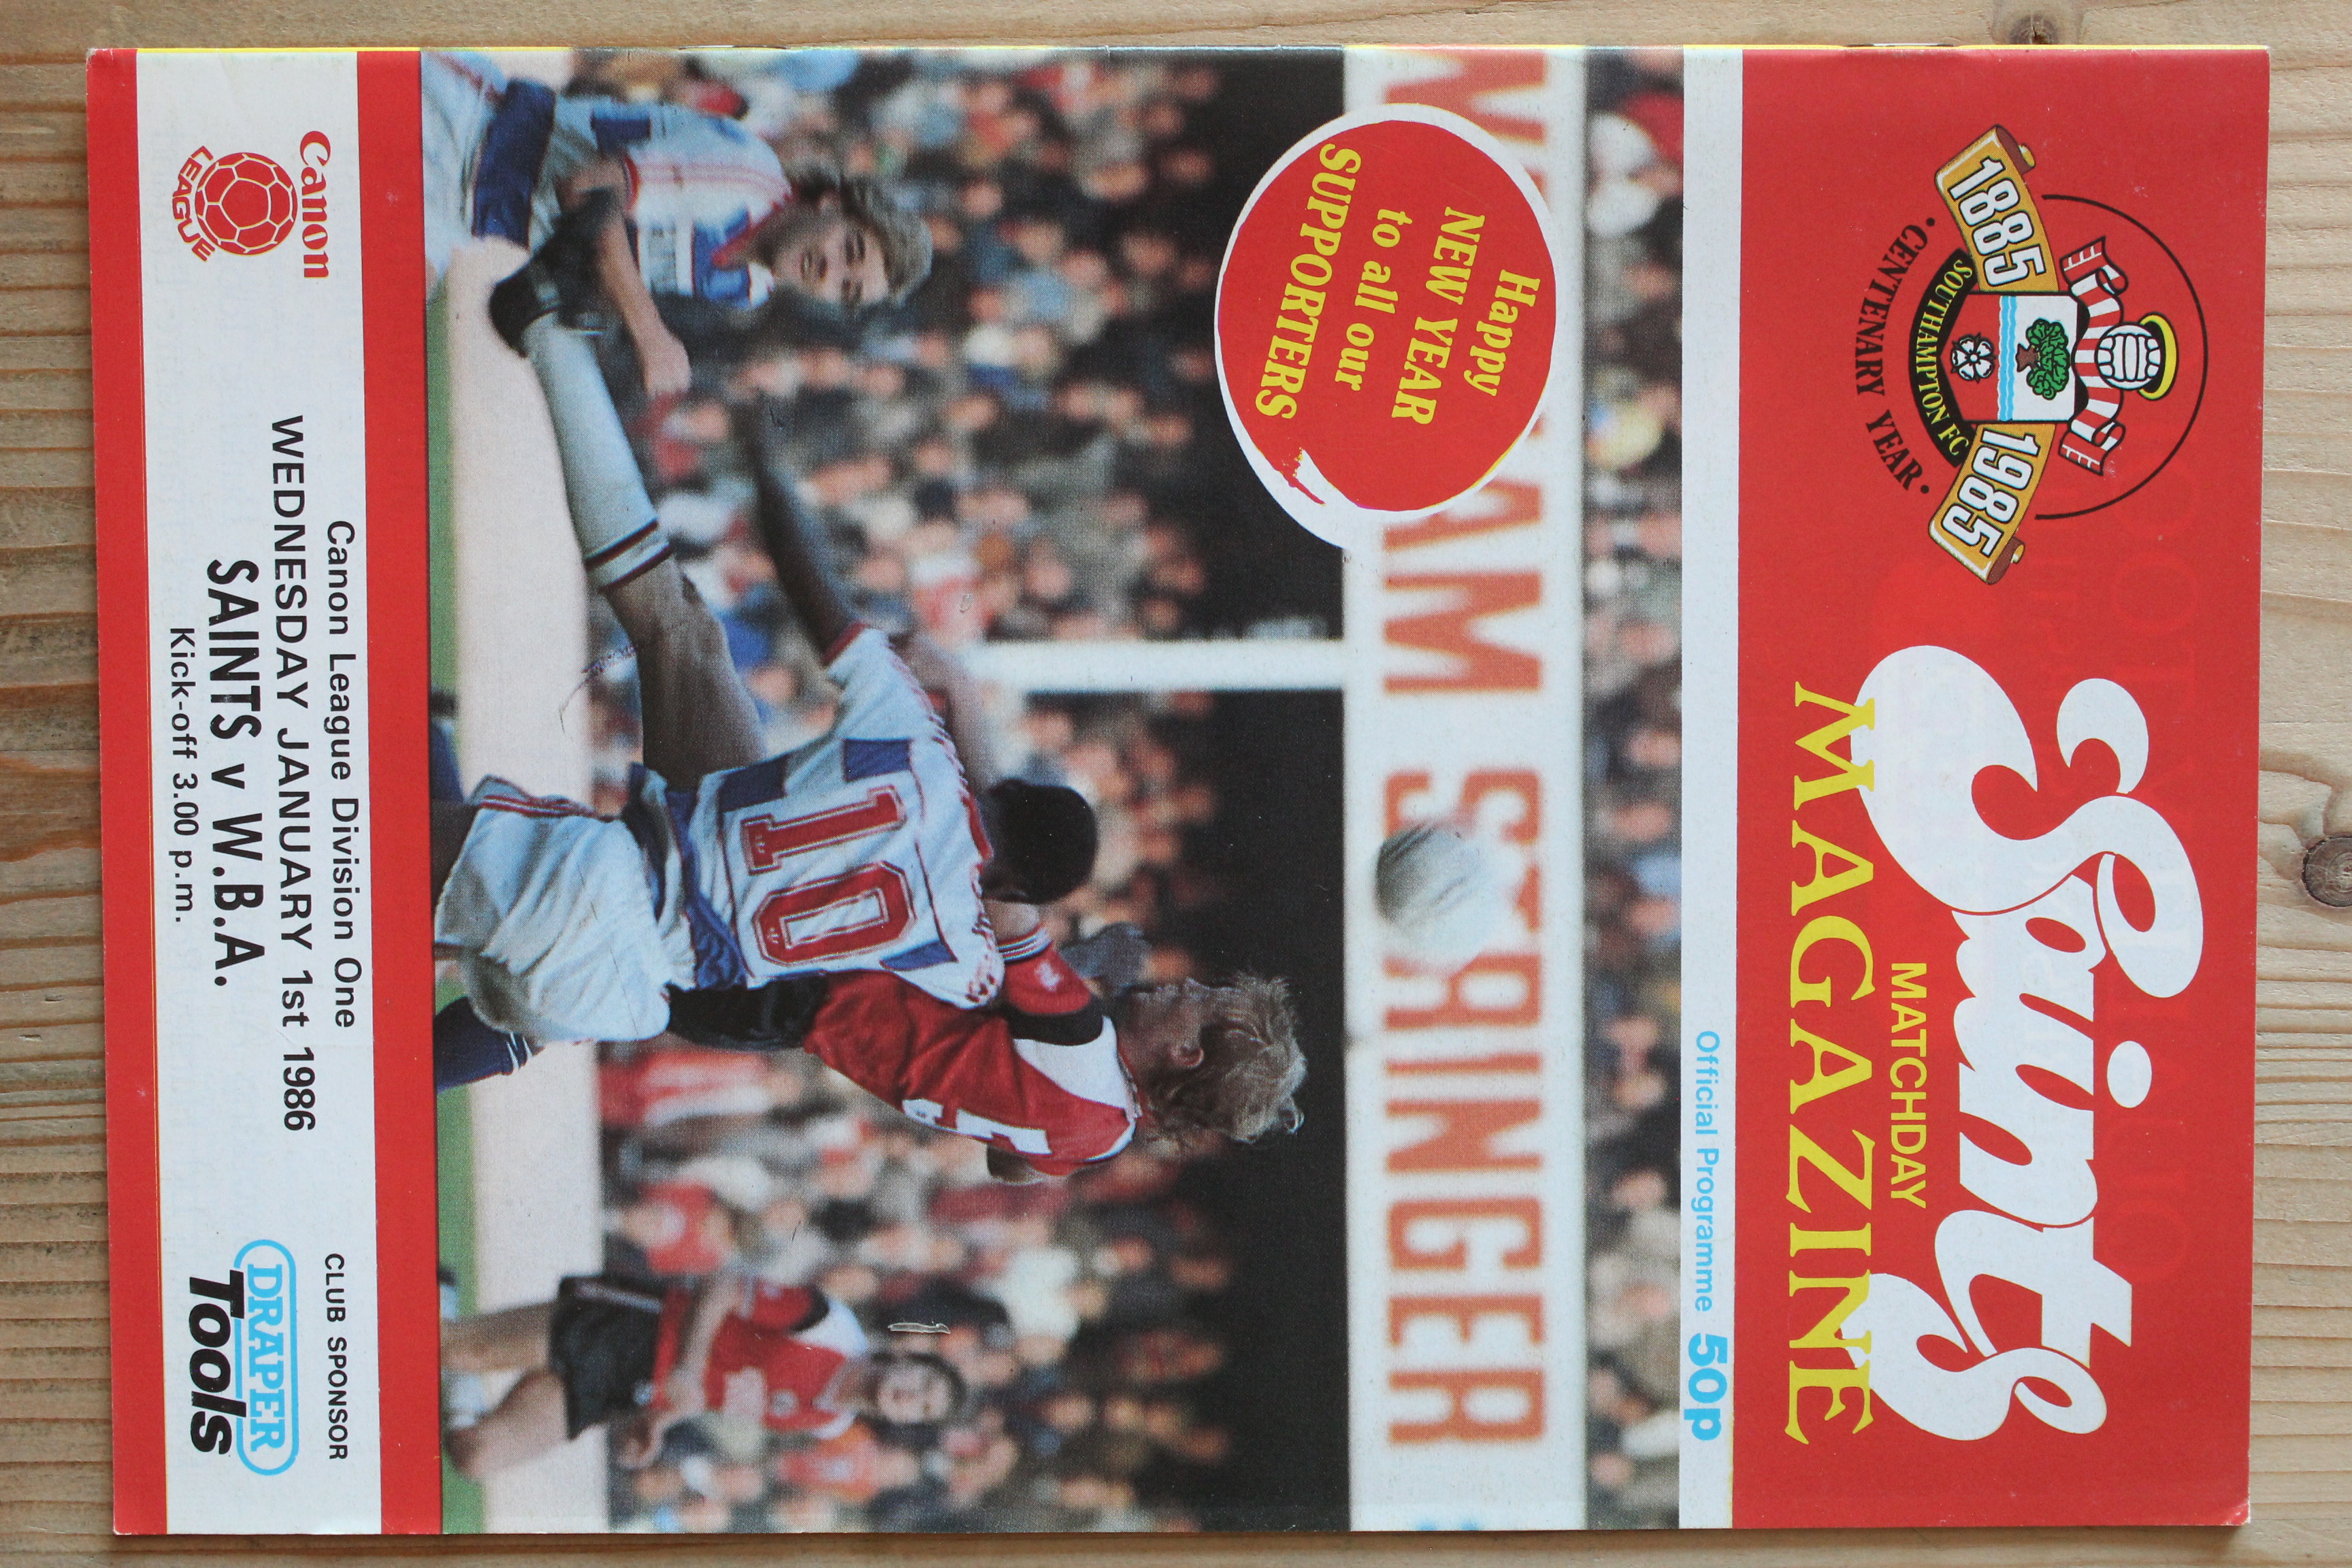 1885
1985
SOUTHAMPTON FC
• CENTENARY YEAR •
Saints
MATCHDAY
MAGAZINE
Official Programme 50p
AM STRINGER
Happy
NEW YEAR
to all our
SUPPORTERS
10
Canon
LEAGUE
Canon League Division One
WEDNESDAY JANUARY 1st 1986
SAINTS v W.B.A.
Kick-off 3.00 p.m.
CLUB SPONSOR
DRAPER
Tools